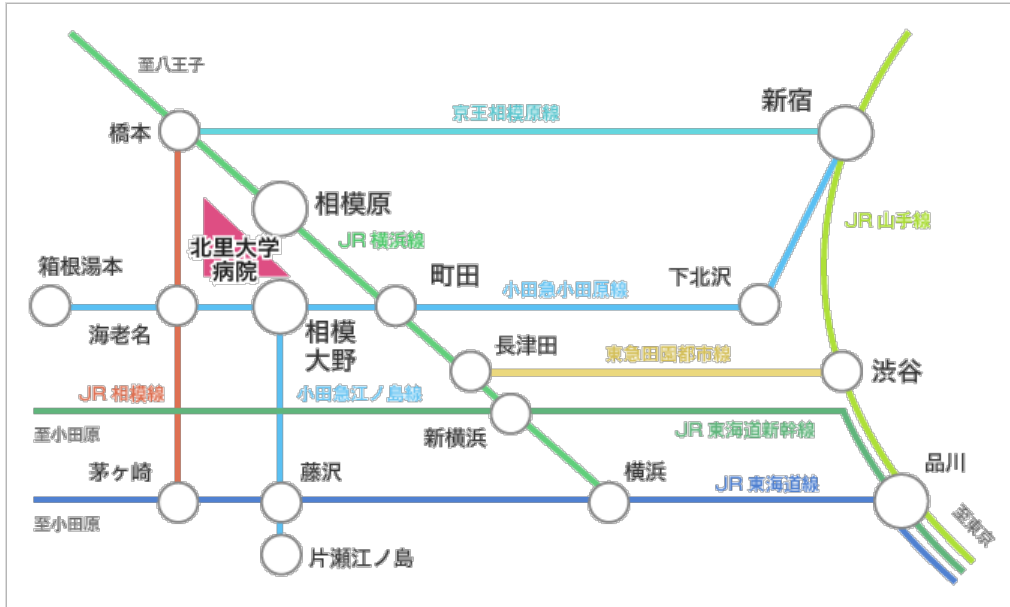 至八王子
新宿
京王相模原線
橋本
相模原
JR 山手線
JR 横浜線
北里大学
病院
箱根湯本
町田
下北沢
小田急小田原線
海老名
相模
大野
長津田
東急田園都市線
渋谷
JR 相模線
小田急江ノ島線
至小田原
新横浜
JR 東海道新幹線
茅ヶ崎
藤沢
横浜
品川
JR 東海道線
至小田原
至東京
片瀬江ノ島